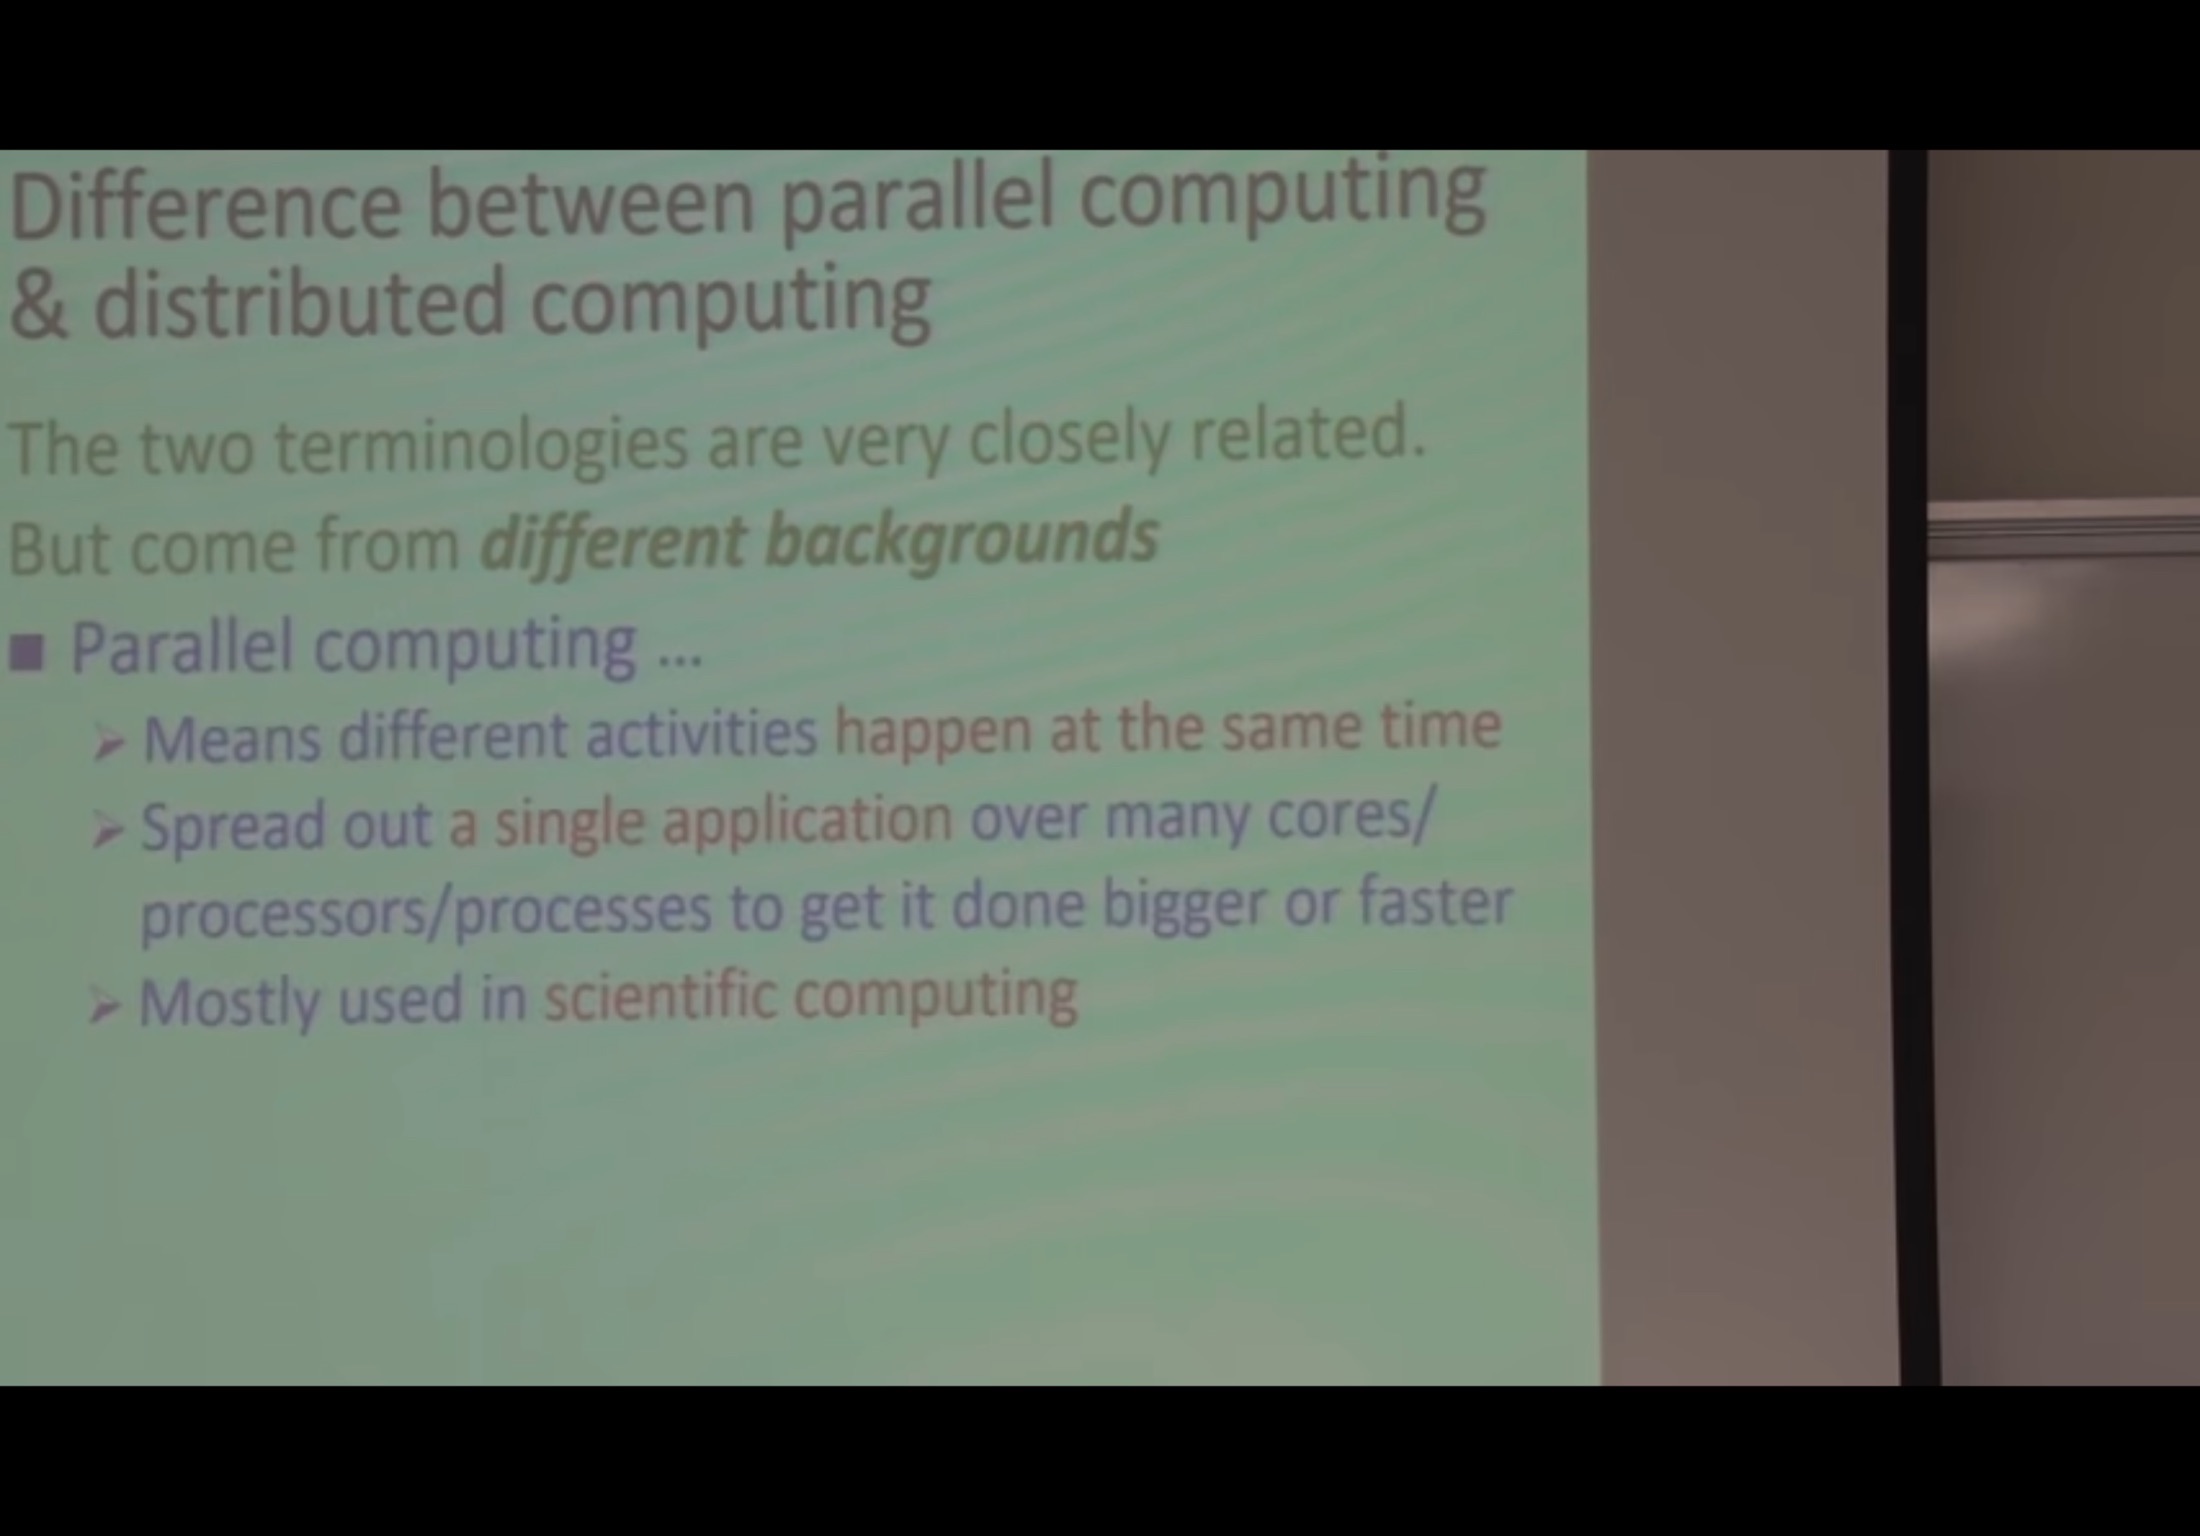 Difference between parallel computing
& distributed computing
The two terminologies are very closely related.
But come from different backgrounds
■ Parallel computing ...
➢ Means different activities happen at the same time
➢ Spread out a single application over many cores/
processors/processes to get it done bigger or faster
➢ Mostly used in scientific computing